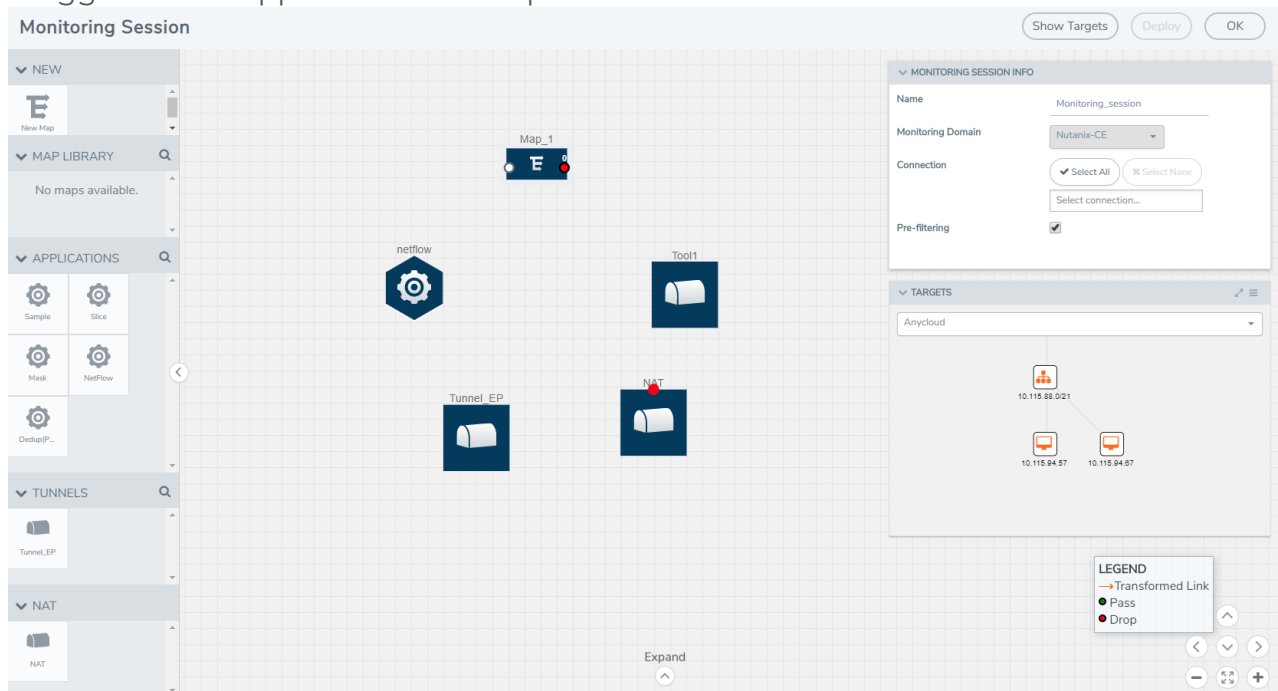 Monitoring Session
Show Targets
Deploy
OK
NEW
New Map
MAP LIBRARY
No maps available.
APPLICATIONS
Sample
Slice
Mask
NetFlow
Dedup(P...
TUNNELS
Tunnel_EP
NAT
NAT
Map_1
0
netflow
Tool1
Tunnel_EP
NAT
Expand
MONITORING SESSION INFO
Name
Monitoring_session
Monitoring Domain
Nutanix-CE
Connection
Select All
Select None
Select connection...
Pre-filtering
TARGETS
Anycloud
10.115.88.0/21
10.115.94.57
10.115.94.67
LEGEND
Transformed Link
Pass
Drop